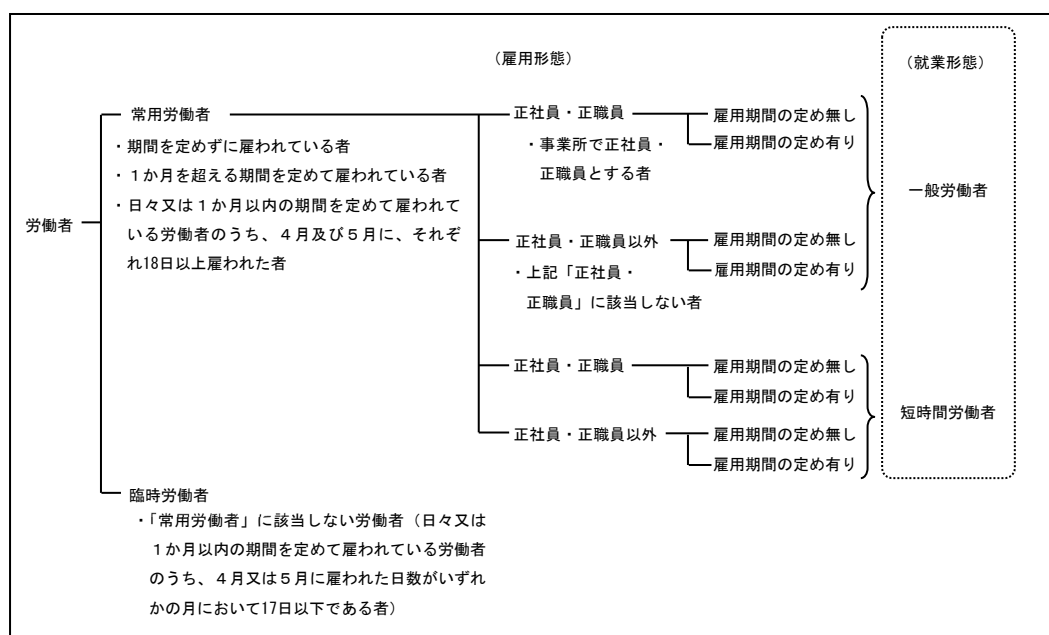 （雇用形態）
（就業形態）
労働者
常用労働者
・期間を定めずに雇われている者
・１か月を超える期間を定めて雇われている者
・日々又は１か月以内の期間を定めて雇われて
いる労働者のうち、４月及び５月に、それぞ
れ18日以上雇われた者
正社員・正職員
・事業所で正社員・
正職員とする者
雇用期間の定め無し
雇用期間の定め有り
正社員・正職員以外
・上記「正社員・
正職員」に該当しない者
雇用期間の定め無し
雇用期間の定め有り
一般労働者
正社員・正職員
雇用期間の定め無し
雇用期間の定め有り
正社員・正職員以外
雇用期間の定め無し
雇用期間の定め有り
短時間労働者
臨時労働者
・「常用労働者」に該当しない労働者（日々又は
１か月以内の期間を定めて雇われている労働者
のうち、４月又は５月に雇われた日数がいずれ
かの月において17日以下である者）